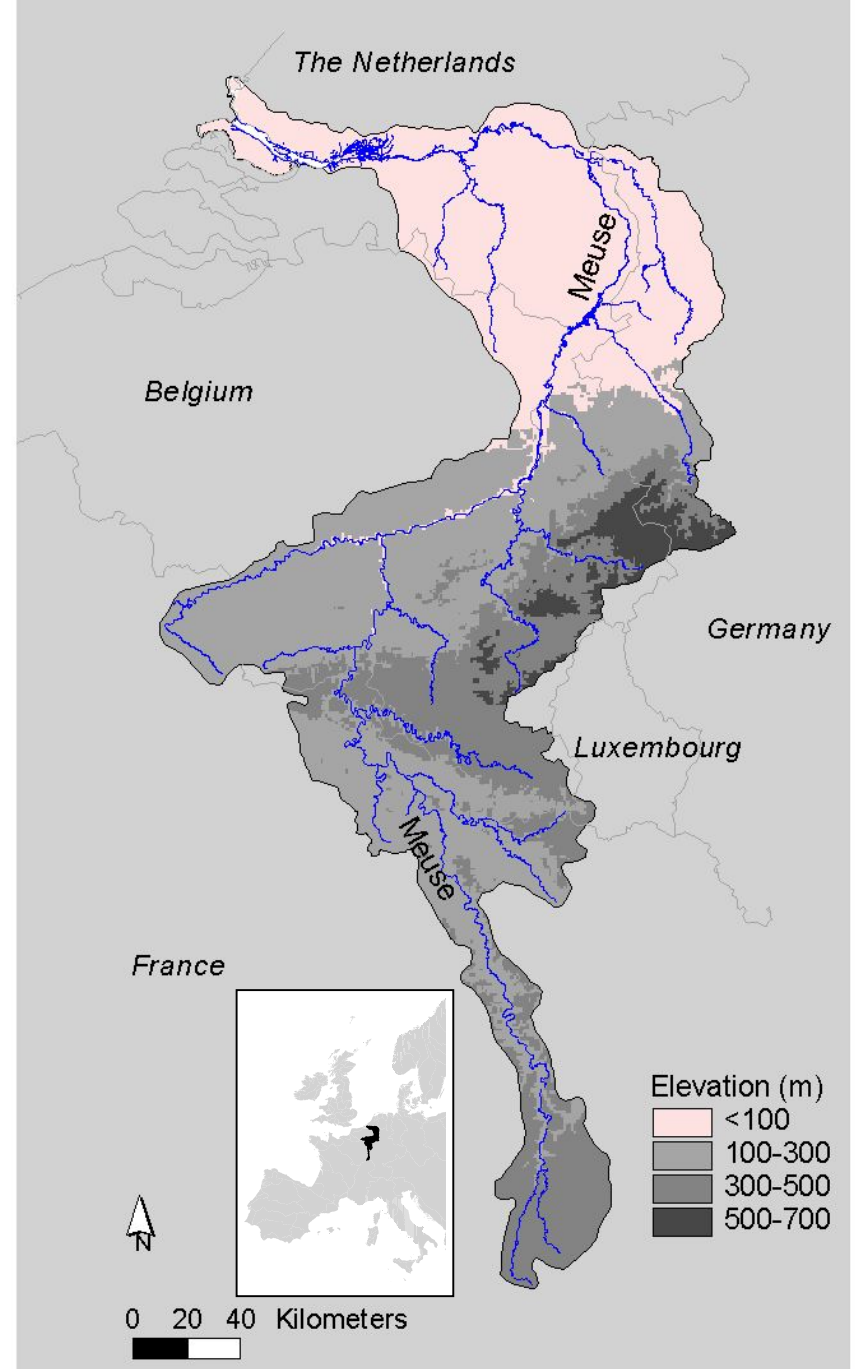 The Netherlands
Meuse
Belgium
Germany
Luxembourg
Meuse
France
Elevation (m)
<100
100-300
300-500
500-700
N
0 20 40 Kilometers